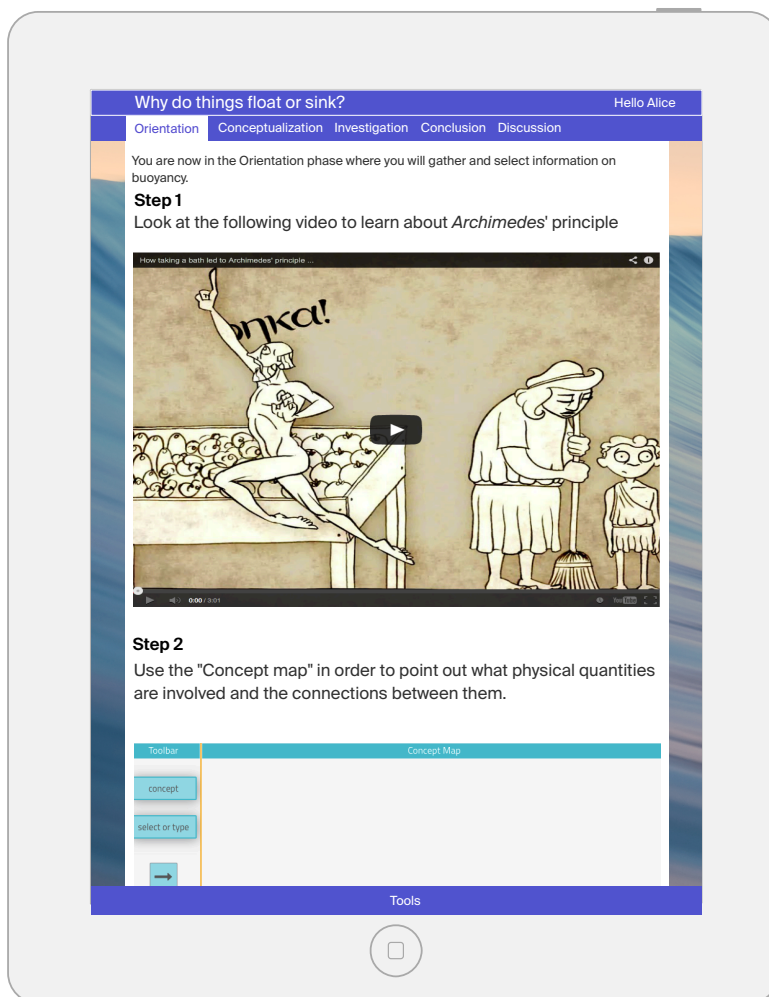 Why do things float or sink?
Hello Alice
Orientation Conceptualization Investigation Conclusion Discussion
You are now in the Orientation phase where you will gather and select information on
buoyancy.
Step 1
Look at the following video to learn about Archimedes' principle
How taking a bath led to Archimedes' principle ...
ηκα!
0:00 / 3:01
YouTube
Step 2
Use the "Concept map" in order to point out what physical quantities
are involved and the connections between them.
Toolbar
Concept Map
concept
select or type
Tools